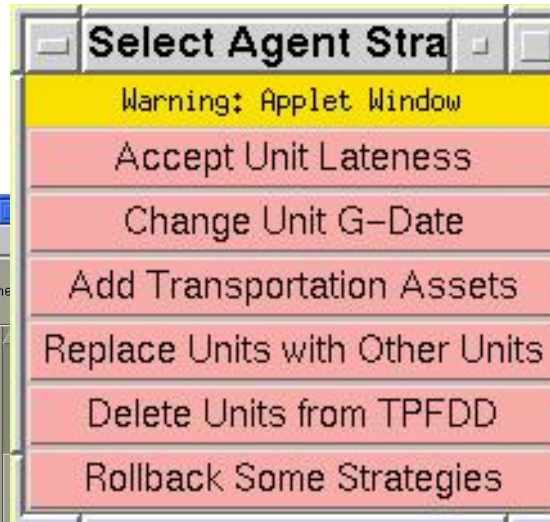 Select Agent Stra
Warning: Applet Window
Accept Unit Lateness
Change Unit G-Date
Add Transportation Assets
Replace Units with Other Units
Delete Units from TPFDD
Rollback Some Strategies